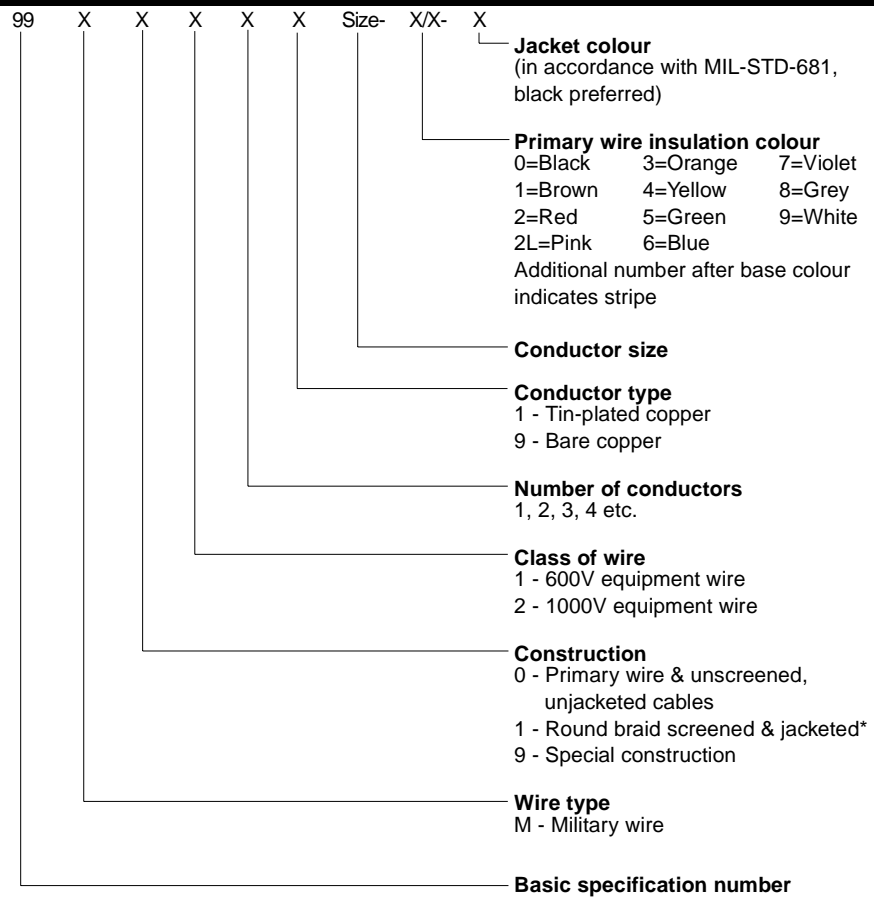 99 X X X X X Size- X/X- X
Jacket colour
(in accordance with MIL-STD-681,
black preferred)
Primary wire insulation colour
0=Black 3=Orange 7=Violet
1=Brown 4=Yellow 8=Grey
2=Red 5=Green 9=White
2L=Pink 6=Blue
Additional number after base colour
indicates stripe
Conductor size
Conductor type
1 - Tin-plated copper
9 - Bare copper
Number of conductors
1, 2, 3, 4 etc.
Class of wire
1 - 600V equipment wire
2 - 1000V equipment wire
Construction
0 - Primary wire & unscreened,
unjacketed cables
1 - Round braid screened & jacketed*
9 - Special construction
Wire type
M - Military wire
Basic specification number